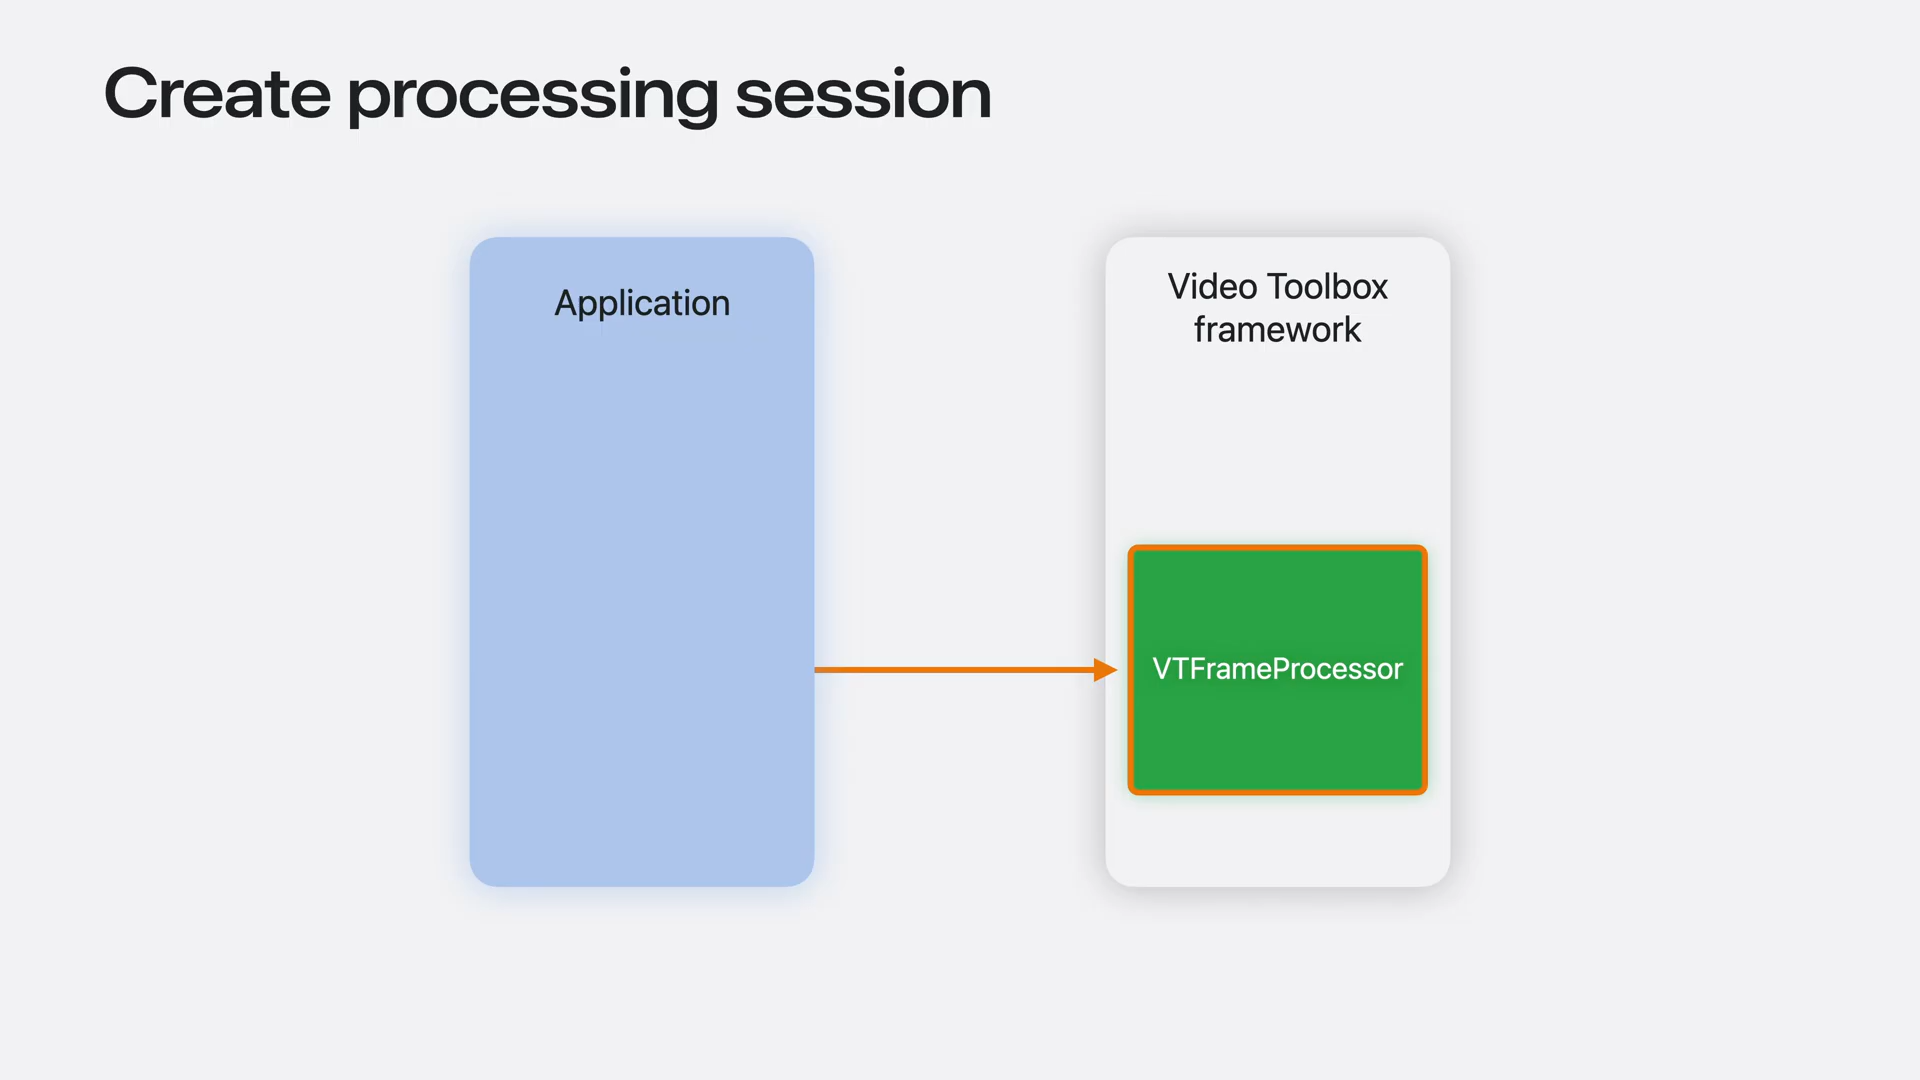 Create processing session
Application
Video Toolbox
framework
VTFrameProcessor